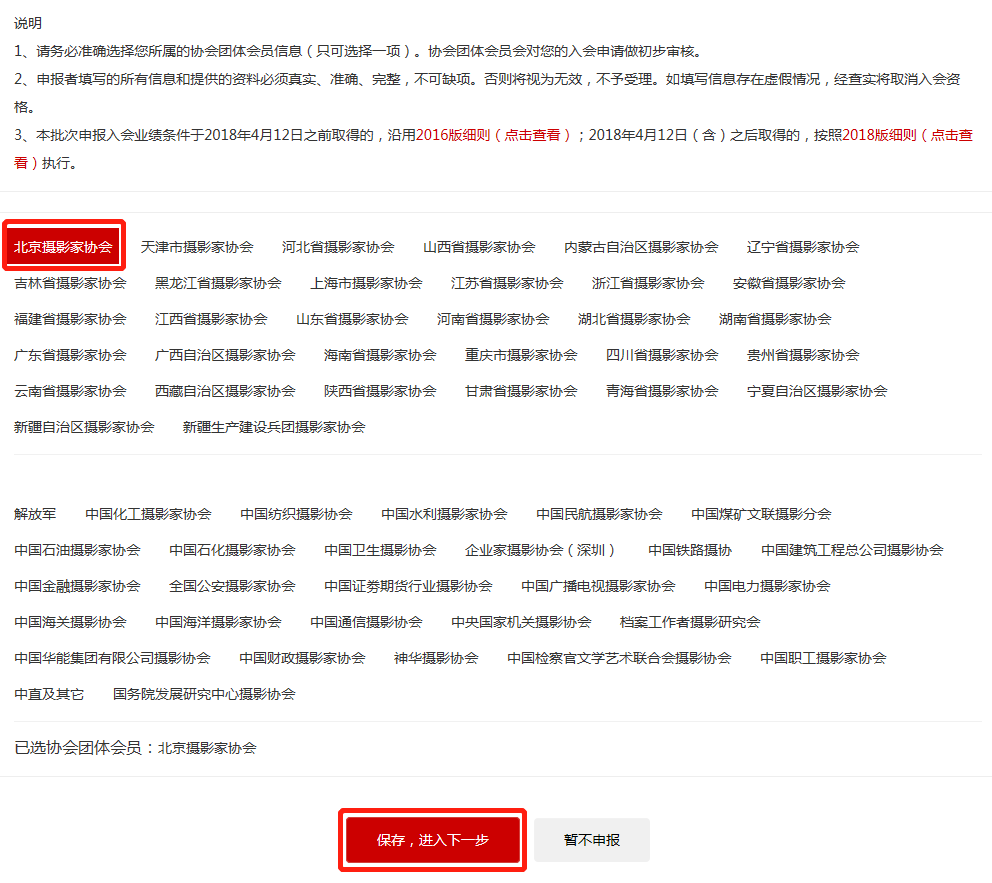 说明
1、请务必准确选择您所属的协会团体会员信息（只可选择一项）。协会团体会员会对您的入会申请做初步审核。
2、申报者填写的所有信息和提供的资料必须真实、准确、完整，不可缺项。否则将视为无效，不予受理。如填写信息存在虚假情况，经查实将取消入会资
格。
3、本批次申报入会业绩条件于2018年4月12日之前取得的，沿用2016版细则（点击查看）；2018年4月12日（含）之后取得的，按照2018版细则（点击查
看）执行。
北京摄影家协会 天津市摄影家协会 河北省摄影家协会 山西省摄影家协会 内蒙古自治区摄影家协会 辽宁省摄影家协会
吉林省摄影家协会 黑龙江省摄影家协会 上海市摄影家协会 江苏省摄影家协会 浙江省摄影家协会 安徽省摄影家协会
福建省摄影家协会 江西省摄影家协会 山东省摄影家协会 河南省摄影家协会 湖北省摄影家协会 湖南省摄影家协会
广东省摄影家协会 广西自治区摄影家协会 海南省摄影家协会 重庆市摄影家协会 四川省摄影家协会 贵州省摄影家协会
云南省摄影家协会 西藏自治区摄影家协会 陕西省摄影家协会 甘肃省摄影家协会 青海省摄影家协会 宁夏自治区摄影家协会
新疆自治区摄影家协会 新疆生产建设兵团摄影家协会
解放军 中国化工摄影家协会 中国纺织摄影协会 中国水利摄影家协会 中国民航摄影家协会 中国煤矿文联摄影分会
中国石油摄影家协会 中国石化摄影家协会 中国卫生摄影协会 企业家摄影协会（深圳） 中国铁路摄协 中国建筑工程总公司摄影协会
中国金融摄影家协会 全国公安摄影家协会 中国证券期货行业摄影协会 中国广播电视摄影家协会 中国电力摄影家协会
中国海关摄影协会 中国海洋摄影家协会 中国通信摄影协会 中央国家机关摄影协会 档案工作者摄影研究会
中国华能集团有限公司摄影协会 中国财政摄影家协会 神华摄影协会 中国检察官文学艺术联合会摄影协会 中国职工摄影家协会
中直及其它 国务院发展研究中心摄影协会
已选协会团体会员：北京摄影家协会
保存，进入下一步 暂不申报